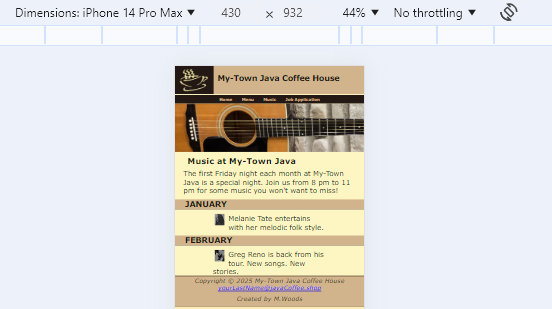 Dimensions: iPhone 14 Pro Max ▼ 430 × 932 44% ▼ No throttling ▼
My-Town Java Coffee House
Home Menu Music Job Application
Music at My-Town Java
The first Friday night each month at My-Town
Java is a special night. Join us from 8 pm to 11
pm for some music you won't want to miss!
JANUARY
Melanie Tate entertains
with her melodic folk style.
FEBRUARY
Greg Reno is back from his
tour. New songs. New
stories.
Copyright © 2025 My-Town Java Coffee House
yourLastName@javaCoffee.shop
Created by M.Woods